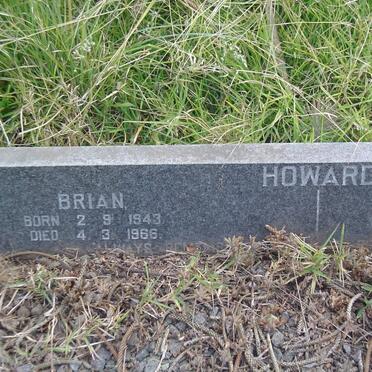 HOWARD
BRIAN
BORN 2 9 1943
DIED 4 3 1966